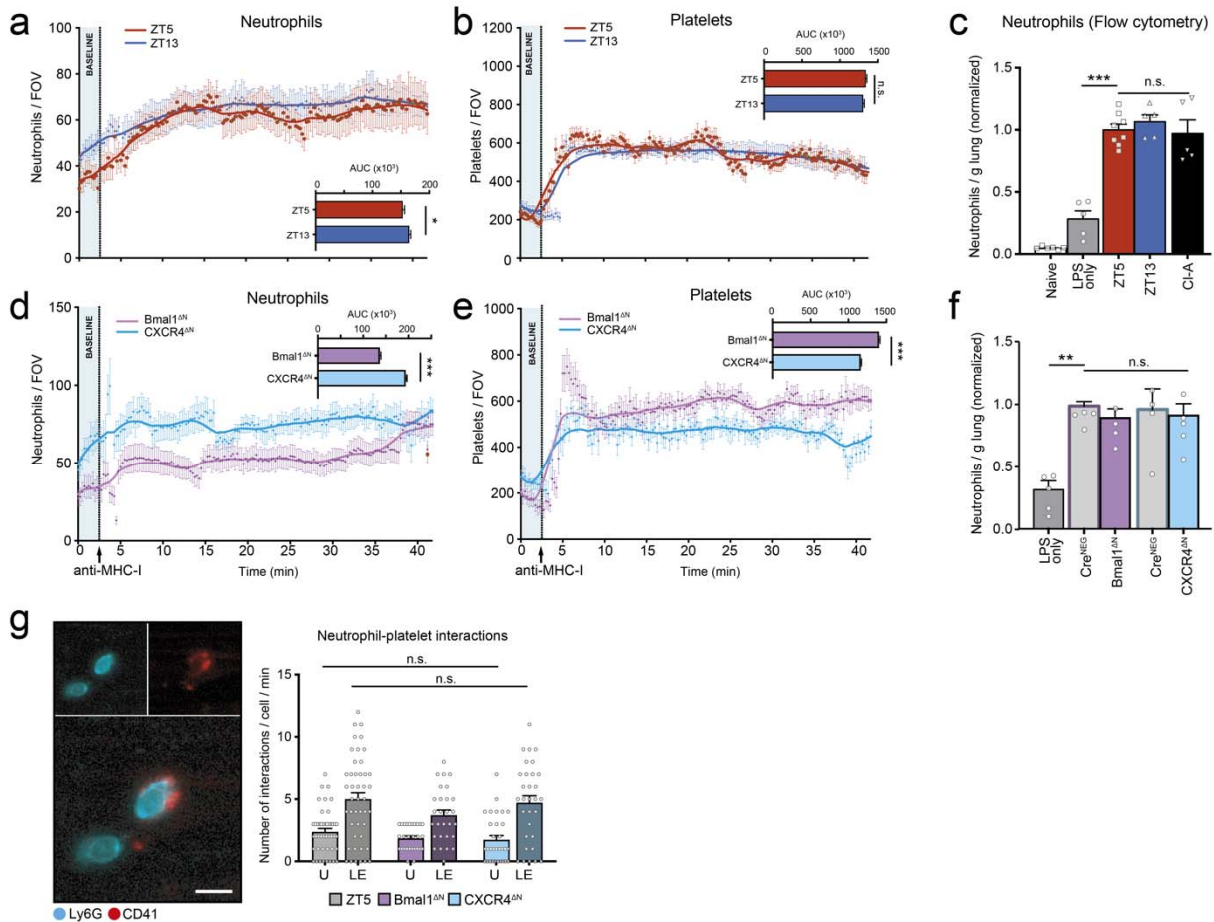 a
Neutrophils
ZT5
ZT13
BASELINE
Neutrophils / FOV
100
80
60
40
20
0
AUC (x10³)
0 100 200
ZT5
ZT13
*
b
Platelets
ZT5
ZT13
BASELINE
Platelets / FOV
1200
1000
800
600
400
200
0
AUC (x10³)
0 500 1000 1500
ZT5
ZT13
n.s.
c
Neutrophils (Flow cytometry)
Neutrophils / g lung (normalized)
1.5
1.0
0.5
0.0
*** n.s.
Naive
LPS only
ZT5
ZT13
Cl-A
d
Neutrophils
Bmal1ΔN
CXCR4ΔN
BASELINE
Neutrophils / FOV
150
100
50
0
AUC (x10³)
0 100 200
Bmal1ΔN
CXCR4ΔN
***
0 5 10 15 20 25 30 35 40
anti-MHC-I
Time (min)
e
Platelets
Bmal1ΔN
CXCR4ΔN
BASELINE
Platelets / FOV
1000
800
600
400
200
0
AUC (x10³)
0 500 1000 1500
Bmal1ΔN
CXCR4ΔN
***
0 5 10 15 20 25 30 35 40
anti-MHC-I
Time (min)
f
Neutrophils / g lung (normalized)
1.5
1.0
0.5
0.0
** n.s.
LPS only
CreNEG
Bmal1ΔN
CreNEG
CXCR4ΔN
g
Ly6G CD41
Neutrophil-platelet interactions
n.s.
n.s.
Number of interactions / cell / min
15
10
5
0
U LE U LE U LE
ZT5 Bmal1ΔN CXCR4ΔN